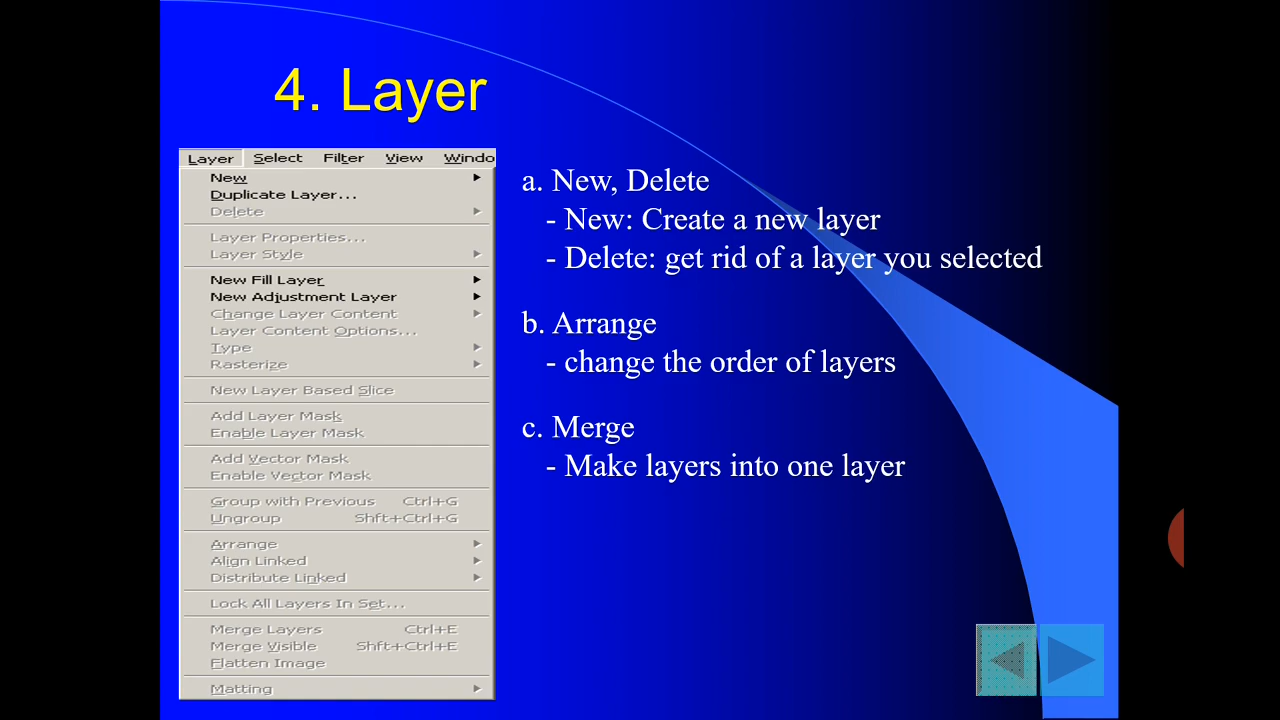 4. Layer
Layer Select Filter View Windo
New
Duplicate Layer...
Delete
Layer Properties...
Layer Style
New Fill Layer
New Adjustment Layer
Change Layer Content
Layer Content Options...
Type
Rasterize
New Layer Based Slice
Add Layer Mask
Enable Layer Mask
Add Vector Mask
Enable Vector Mask
Group with Previous Ctrl+G
Ungroup Shft+Ctrl+G
Arrange
Align Linked
Distribute Linked
Lock All Layers In Set...
Merge Layers Ctrl+E
Merge Visible Shft+Ctrl+E
Flatten Image
Matting
a. New, Delete
- New: Create a new layer
- Delete: get rid of a layer you selected
b. Arrange
- change the order of layers
c. Merge
- Make layers into one layer